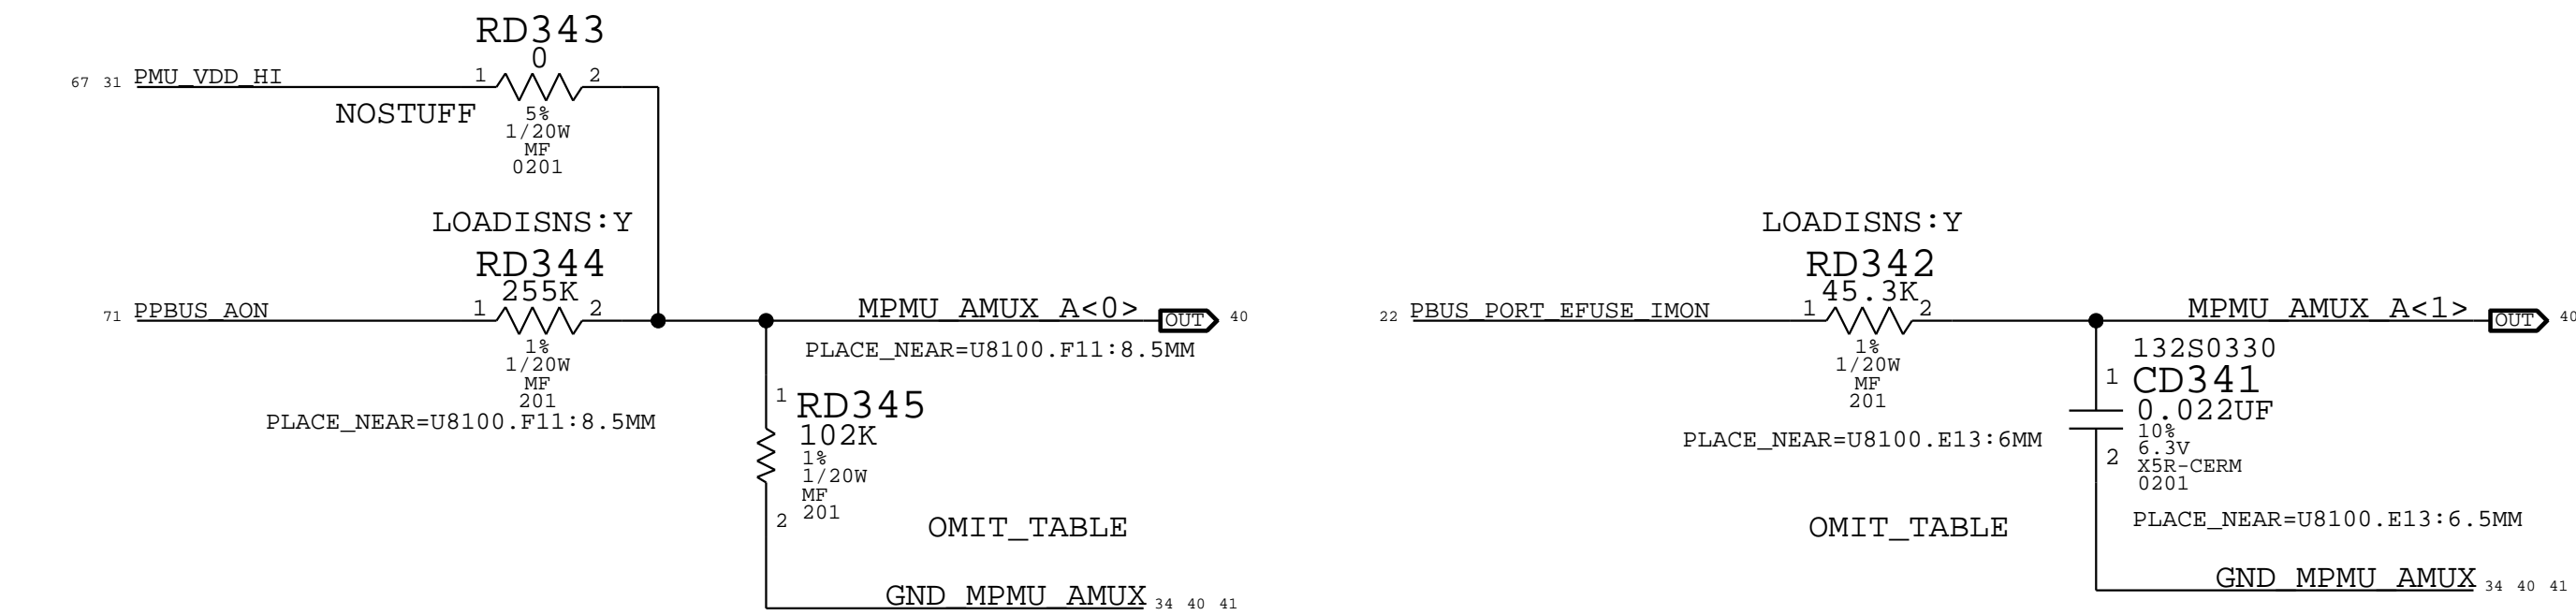 RD343
0
67 31 PMU_VDD_HI
1 2
NOSTUFF
5%
1/20W
MF
0201
LOADISNS:Y
RD344
255K
71 PPBUS_AON
1 2
1%
1/20W
MF
201
PLACE_NEAR=U8100.F11:8.5MM
MPMU_AMUX_A<0> OUT 40
PLACE_NEAR=U8100.F11:8.5MM
1
RD345
102K
1%
1/20W
MF
201
2
OMIT_TABLE
GND_MPMU_AMUX 34 40 41
LOADISNS:Y
RD342
45.3K
22 PBUS_PORT_EFUSE_IMON
1 2
1%
1/20W
MF
201
PLACE_NEAR=U8100.E13:6MM
OMIT_TABLE
MPMU_AMUX_A<1> OUT 40
132S0330
1
CD341
0.022UF
10%
6.3V
X5R-CERM
0201
2
PLACE_NEAR=U8100.E13:6.5MM
GND_MPMU_AMUX 34 40 41